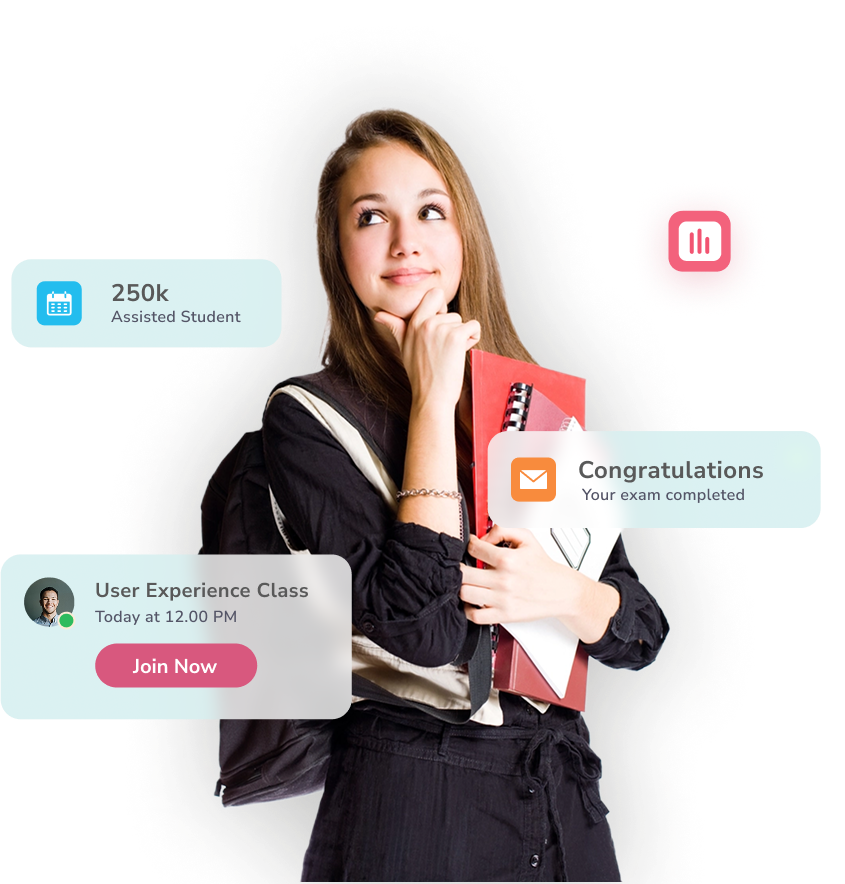 250k
Assisted Student
Congratulations
Your exam completed
User Experience Class
Today at 12.00 PM
Join Now